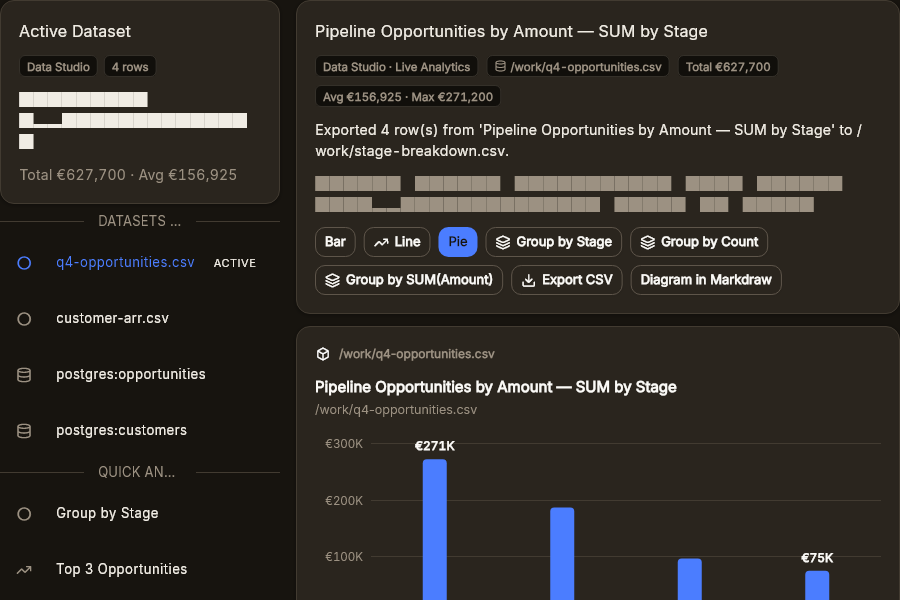 Active Dataset
Data Studio
4 rows
Total €627,700 · Avg €156,925
DATASETS ...
q4-opportunities.csv
ACTIVE
customer-arr.csv
postgres:opportunities
postgres:customers
QUICK AN...
Group by Stage
Top 3 Opportunities
Pipeline Opportunities by Amount — SUM by Stage
Data Studio · Live Analytics
/work/q4-opportunities.csv
Total €627,700
Avg €156,925 · Max €271,200
Exported 4 row(s) from 'Pipeline Opportunities by Amount — SUM by Stage' to /
work/stage-breakdown.csv.
Bar
Line
Pie
Group by Stage
Group by Count
Group by SUM(Amount)
Export CSV
Diagram in Markdraw
/work/q4-opportunities.csv
Pipeline Opportunities by Amount — SUM by Stage
/work/q4-opportunities.csv
€300K
€271K
€200K
€100K
€75K